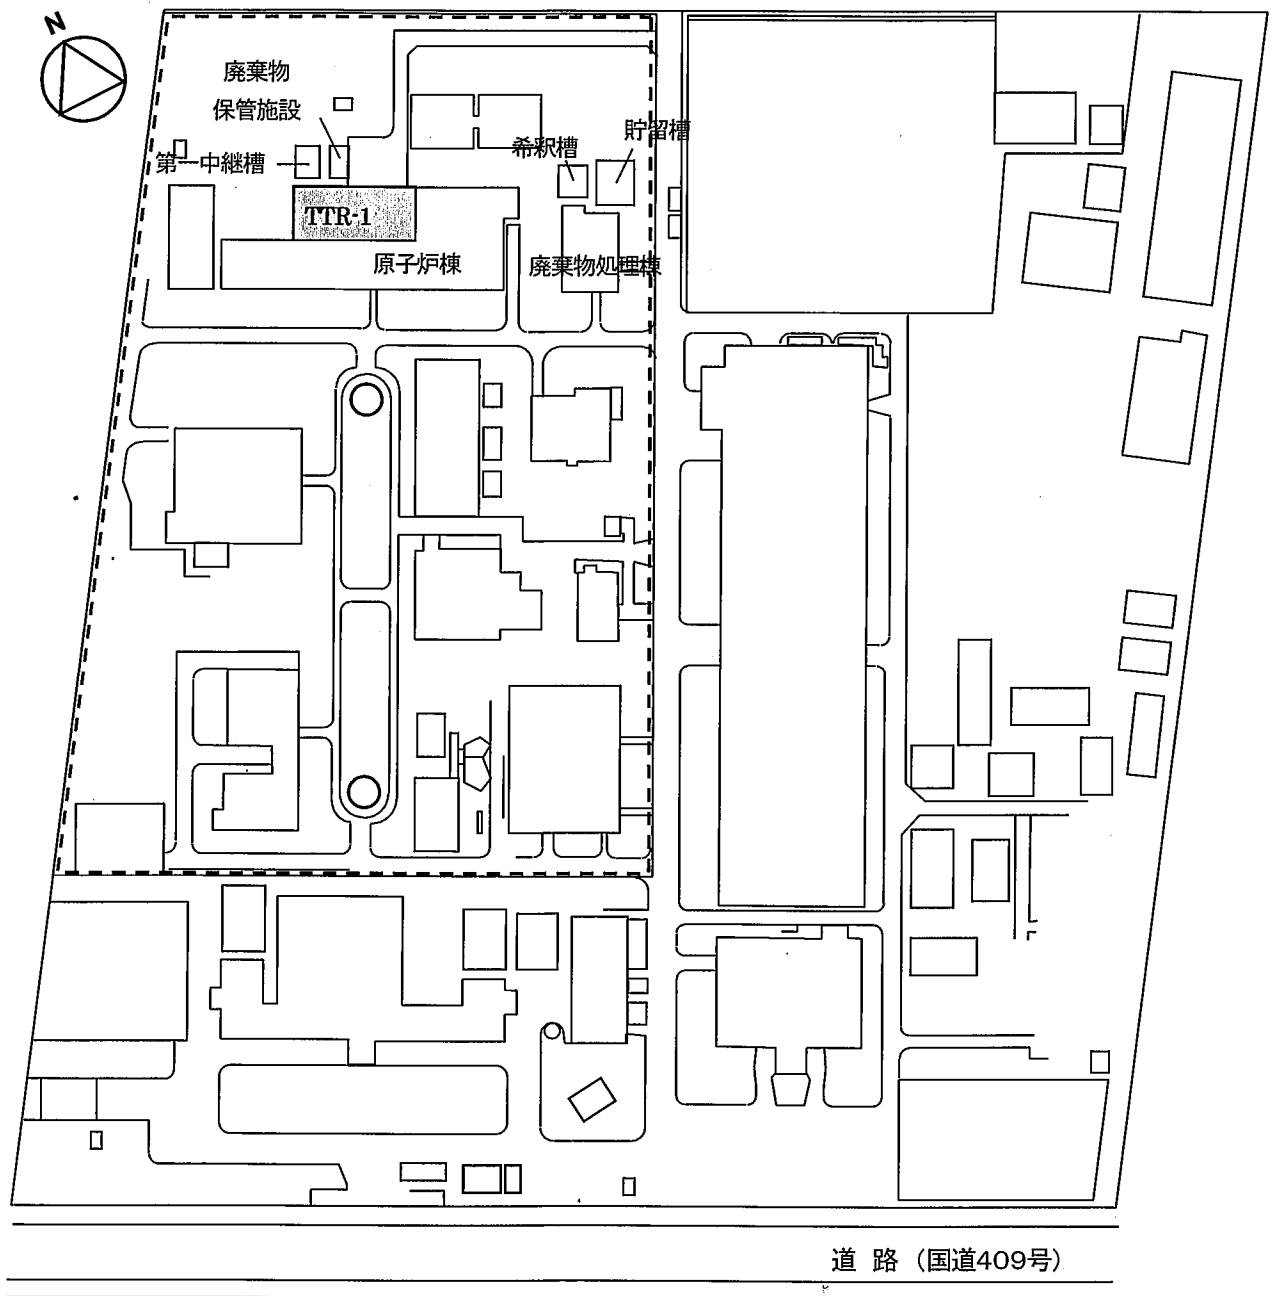 N
廃棄物
保管施設
貯留槽
希釈槽
第一中継槽
TTR-1
原子炉棟
廃棄物処理棟
道 路 (国道409号)